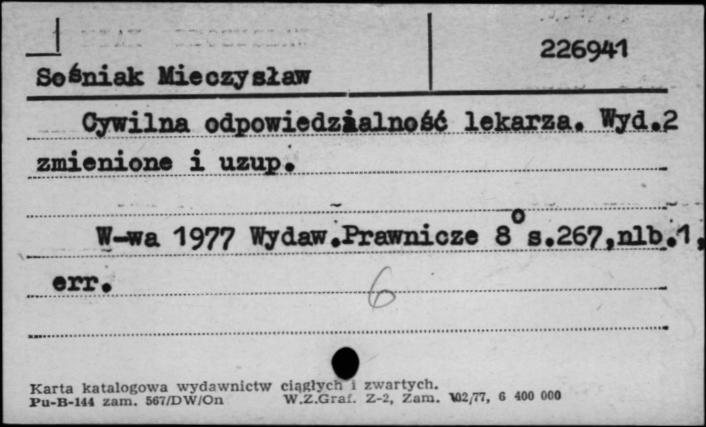 226941
Sośniak Mieczysław
Cywilna odpowiedzialność lekarza. Wyd.2
zmienione i uzup.
W-wa 1977 Wydaw.Prawnicze 8° s.267,nlb.1,
err.
6
Karta katalogowa wydawnictw ciągłych i zwartych.
Pu-B-144 zam. 567/DW/On W.Z.Graf. Z-2, Zam. 102/77, 6 400 000